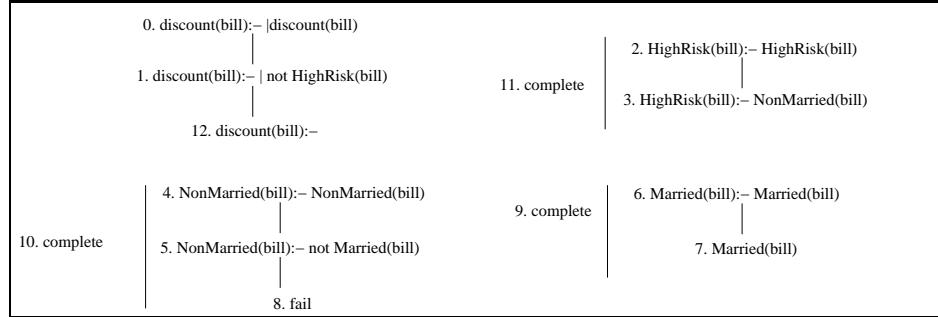 0. discount(bill):– |discount(bill)
1. discount(bill):– | not HighRisk(bill)
12. discount(bill):–
2. HighRisk(bill):– HighRisk(bill)
11. complete
3. HighRisk(bill):– NonMarried(bill)
4. NonMarried(bill):– NonMarried(bill)
10. complete
5. NonMarried(bill):– not Married(bill)
8. fail
6. Married(bill):– Married(bill)
9. complete
7. Married(bill)